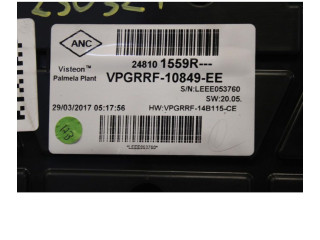 230321
ANC
24810 1559R---
Visteon™
Palmela Plant
VPGRRF-10849-EE
S/N:LEEE053760
SW:20.05.
29/03/2017 05:17:56
HW:VPGRRF-14B115-CE